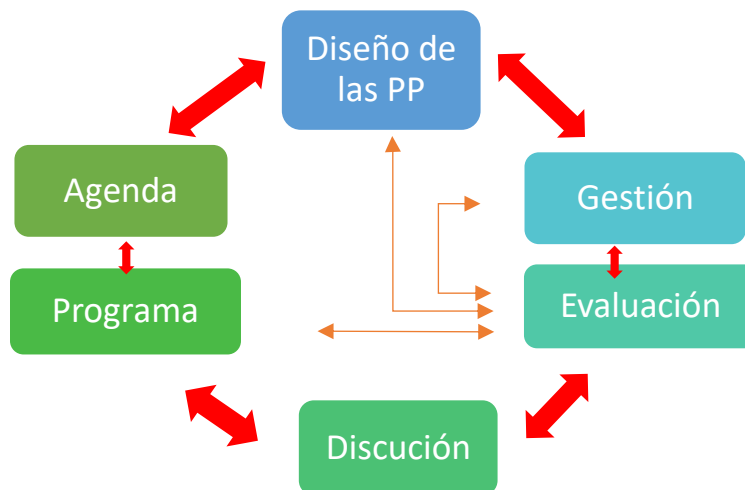 Diseño de
las PP
Agenda
Gestión
Programa
Evaluación
Discución